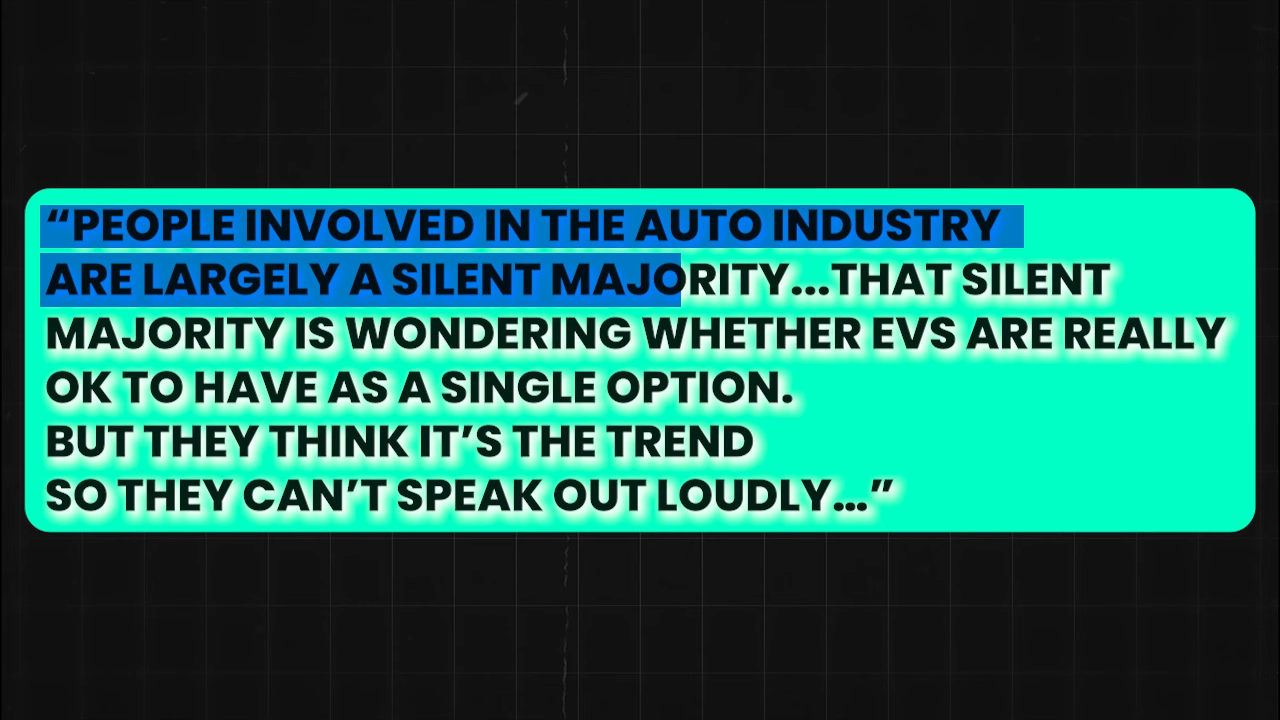 “PEOPLE INVOLVED IN THE AUTO INDUSTRY
ARE LARGELY A SILENT MAJORITY...THAT SILENT
MAJORITY IS WONDERING WHETHER EVS ARE REALLY
OK TO HAVE AS A SINGLE OPTION.
BUT THEY THINK IT’S THE TREND
SO THEY CAN’T SPEAK OUT LOUDLY...”